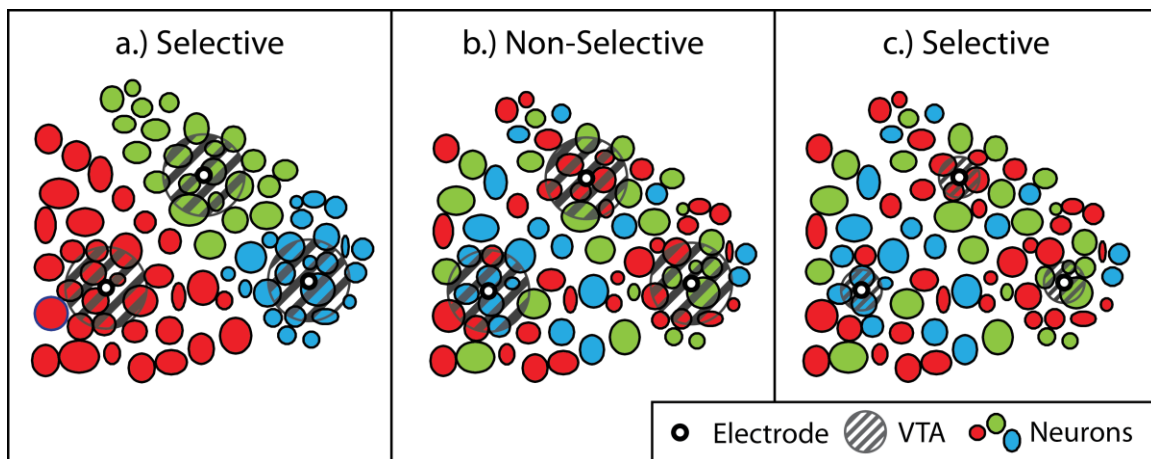 a.) Selective
b.) Non-Selective
c.) Selective
Electrode
VTA
Neurons